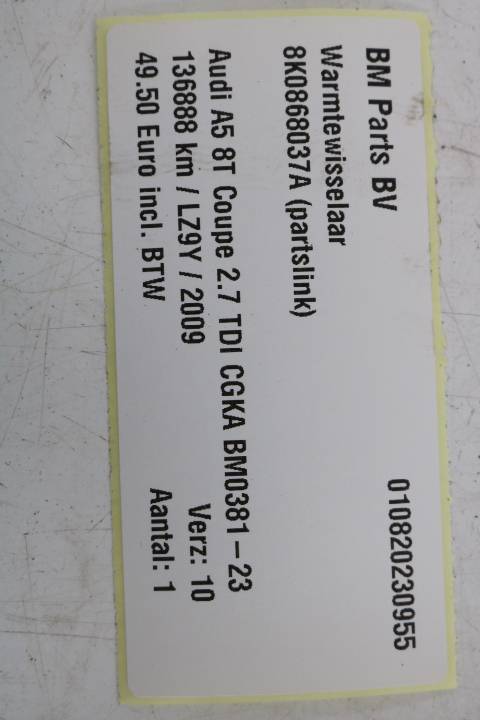 BM Parts BV 010820230955
Warmtewisselaar
8K0868037A (partslink)
Audi A5 8T Coupe 2.7 TDI CGKA BM0381-23
136888 km / LZ9Y / 2009 Verz: 10
49.50 Euro incl. BTW Aantal: 1